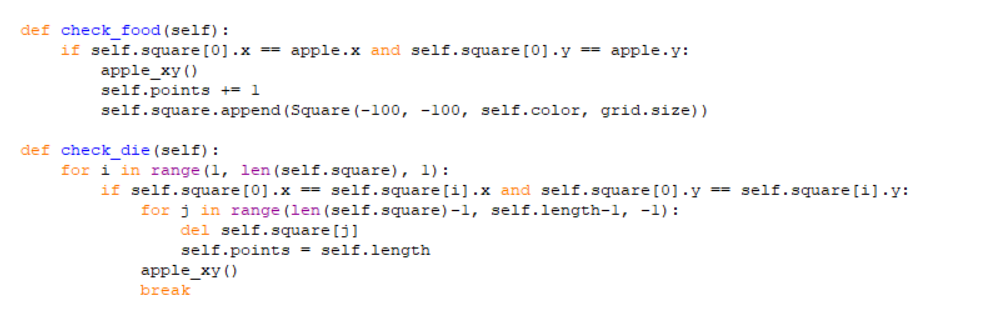 def check_food(self):
    if self.square[0].x == apple.x and self.square[0].y == apple.y:
        apple_xy()
        self.points += 1
        self.square.append(Square(-100, -100, self.color, grid.size))

def check_die(self):
    for i in range(1, len(self.square), 1):
        if self.square[0].x == self.square[i].x and self.square[0].y == self.square[i].y:
            for j in range(len(self.square)-1, self.length-1, -1):
                del self.square[j]
                self.points = self.length
            apple_xy()
            break